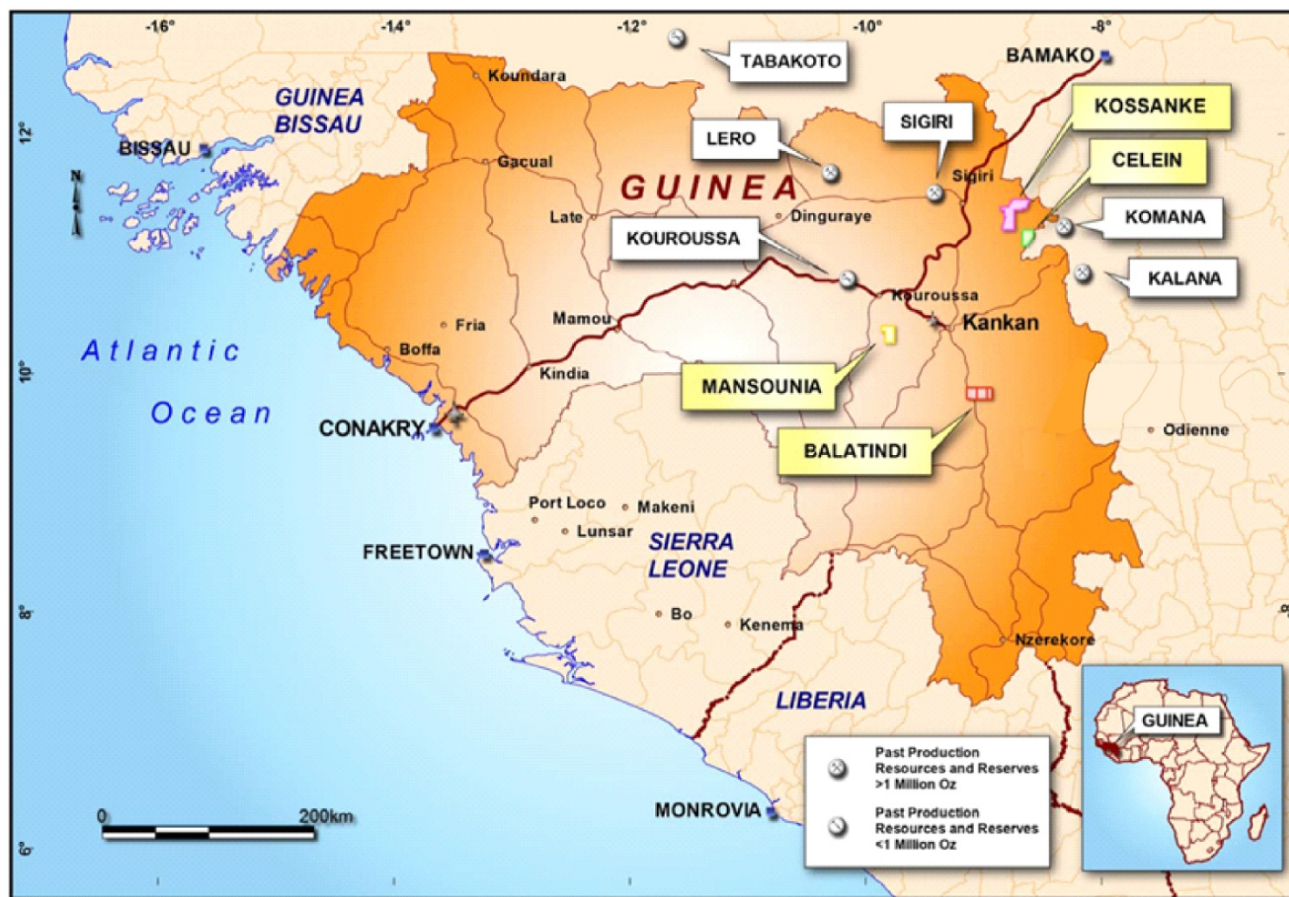 -16°
-14°
-12°
-10°
-8°
TABAKOTO
BAMAKO
Koundara
GUINEA
BISSAU
KOSSANKE
SIGIRI
12°
LERO
BISSAU
CELEIN
N
Gacual
GUINEA
Sigiri
Late
Dinguraye
KOMANA
KOUROUSSA
KALANA
Kouroussa
Mamou
Fria
Kankan
Atlantic
Ocean
Boffa
10°
Kindia
MANSOUNIA
CONAKRY
Odienne
BALATINDI
Port Loco
Makeni
Lunsar
FREETOWN
SIERRA
LEONE
8°
Bo
Kenema
Nzerekore
LIBERIA
GUINEA
Past Production
Resources and Reserves
>1 Million Oz
0
200km
MONROVIA
Past Production
Resources and Reserves
<1 Million Oz
6°